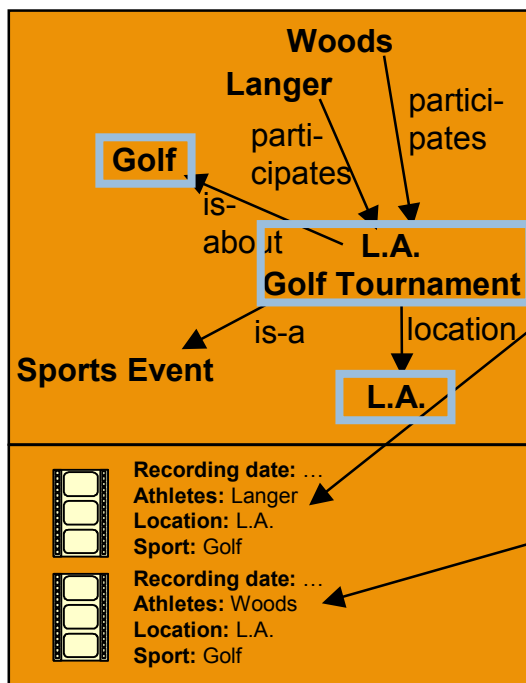 Woods
Langer
partici-
pates
parti-
cipates
Golf
is-
about
L.A.
Golf Tournament
is-a
location
Sports Event
L.A.
Recording date: …
Athletes: Langer
Location: L.A.
Sport: Golf
Recording date: …
Athletes: Woods
Location: L.A.
Sport: Golf